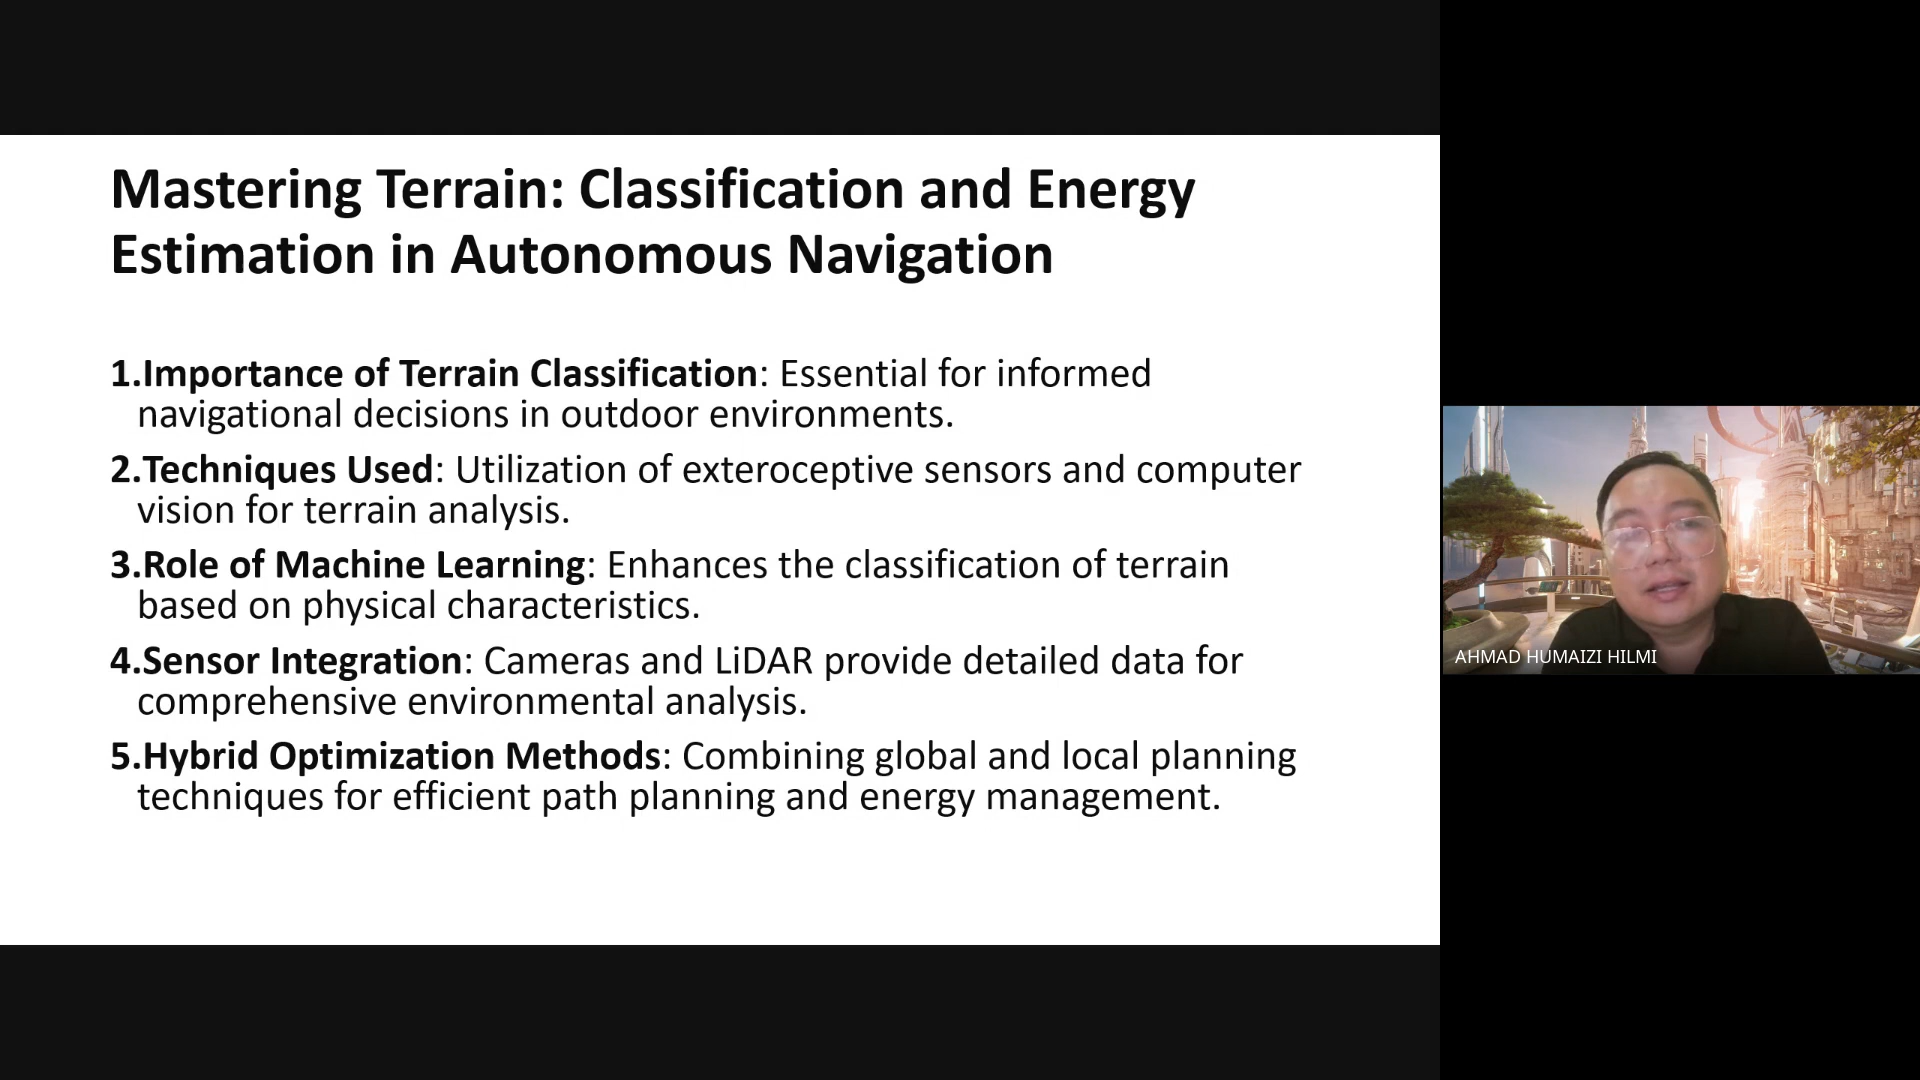 Mastering Terrain: Classification and Energy
Estimation in Autonomous Navigation
1.Importance of Terrain Classification: Essential for informed
navigational decisions in outdoor environments.
2.Techniques Used: Utilization of exteroceptive sensors and computer
vision for terrain analysis.
3.Role of Machine Learning: Enhances the classification of terrain
based on physical characteristics.
4.Sensor Integration: Cameras and LiDAR provide detailed data for
comprehensive environmental analysis.
5.Hybrid Optimization Methods: Combining global and local planning
techniques for efficient path planning and energy management.
AHMAD HUMAIZI HILMI